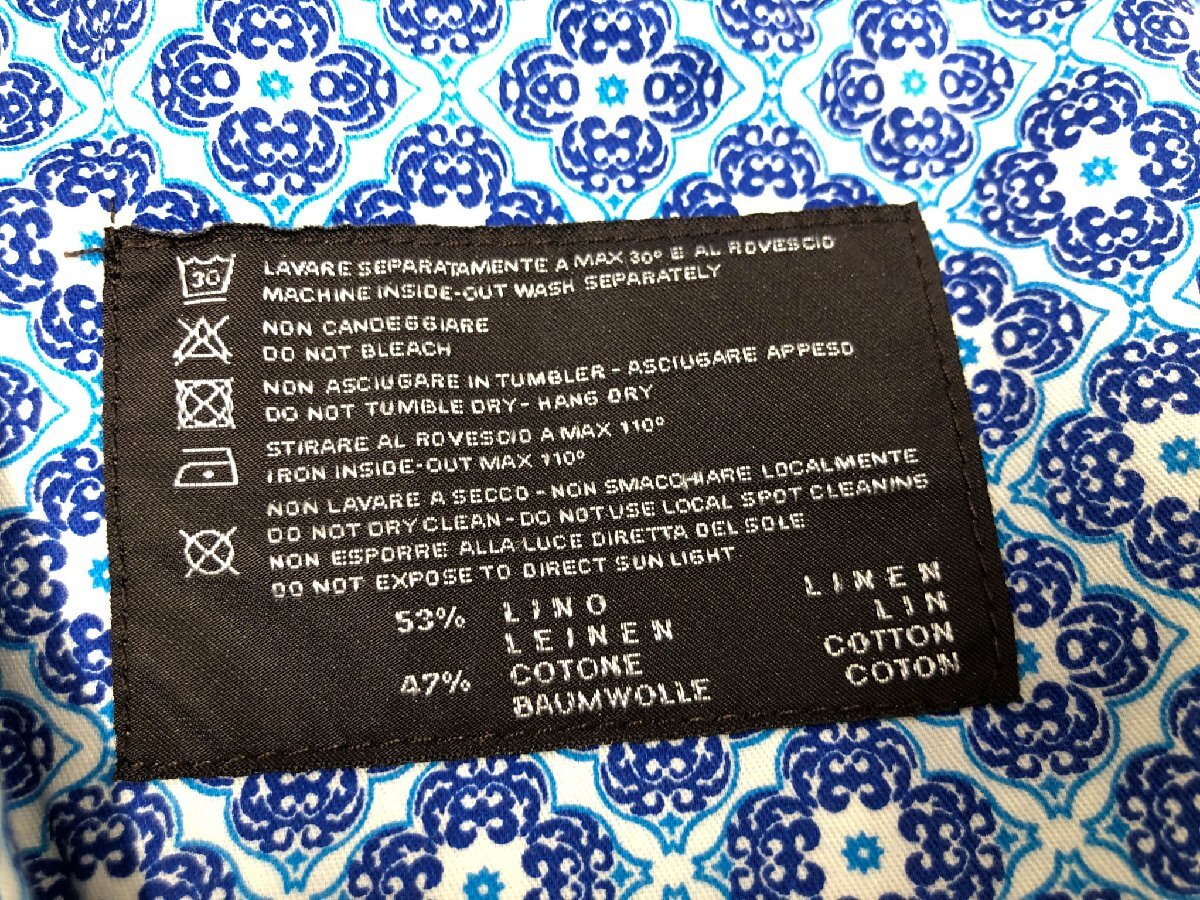 30 LAVARE SEPARATAMENTE A MAX 30° E AL ROVESCIO
MACHINE INSIDE-OUT WASH SEPARATELY
NON CANDEGGIARE
DO NOT BLEACH
NON ASCIUGARE IN TUMBLER - ASCIUGARE APPESO
DO NOT TUMBLE DRY - HANG DRY
STIRARE AL ROVESCIO A MAX 110°
IRON INSIDE-OUT MAX 110°
NON LAVARE A SECCO - NON SMACCHIARE LOCALMENTE
DO NOT DRY CLEAN - DO NOT USE LOCAL SPOT CLEANING
NON ESPORRE ALLA LUCE DIRETTA DEL SOLE
DO NOT EXPOSE TO DIRECT SUN LIGHT
53% LINO LINEN
LEINEN LIN
47% COTONE COTTON
BAUMWOLLE COTON